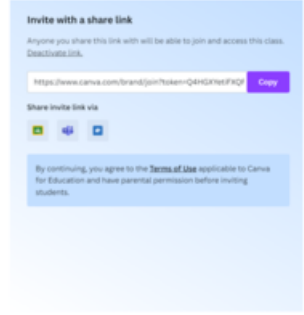 Invite with a share link
Anyone you share this link with will be able to join and access this class.
Deactivate link.
https://www.canva.com/brand/join?token=
Copy
Share invite link via
By continuing, you agree to the Terms of Use applicable to Canva
for Education and have parental permission before inviting
students.